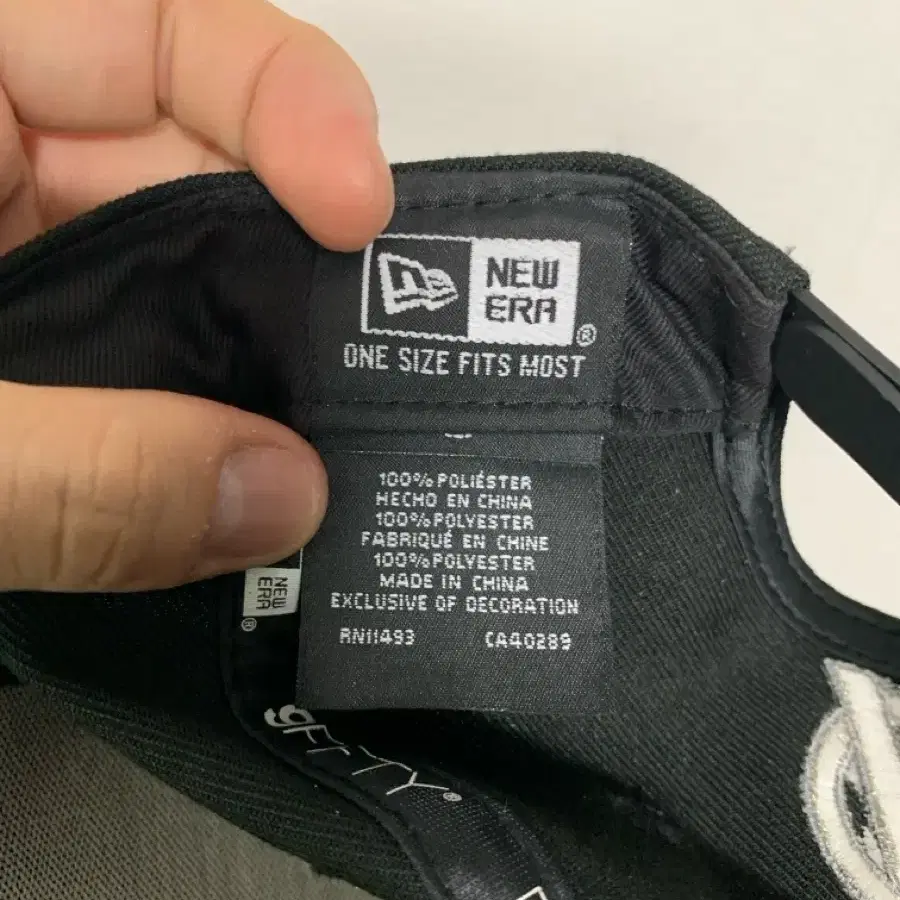 NEW
ERA
®
ONE SIZE FITS MOST
100% POLIÉSTER
HECHO EN CHINA
100% POLYESTER
FABRIQUÉ EN CHINE
100% POLYESTER
MADE IN CHINA
EXCLUSIVE OF DECORATION
RN11493 CA40289
NEW
ERA
®
9FIFTY®